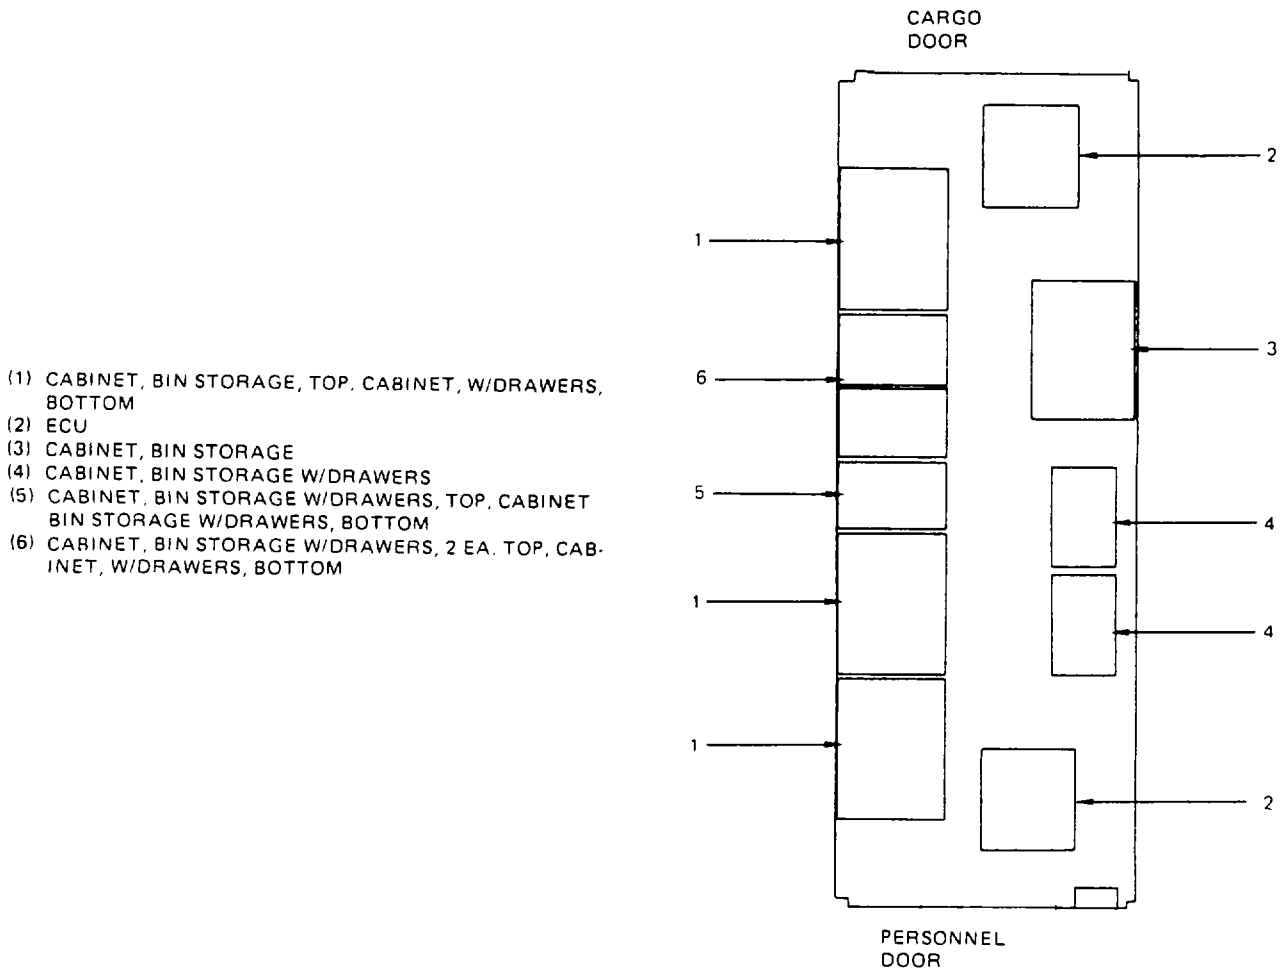 CARGO
DOOR
2
1
3
6
5
4
1
4
1
2
(1) CABINET, BIN STORAGE, TOP. CABINET, W/DRAWERS,
BOTTOM
(2) ECU
(3) CABINET, BIN STORAGE
(4) CABINET, BIN STORAGE W/DRAWERS
(5) CABINET, BIN STORAGE W/DRAWERS, TOP, CABINET
BIN STORAGE W/DRAWERS, BOTTOM
(6) CABINET, BIN STORAGE W/DRAWERS, 2 EA. TOP, CAB-
INET, W/DRAWERS, BOTTOM
PERSONNEL
DOOR